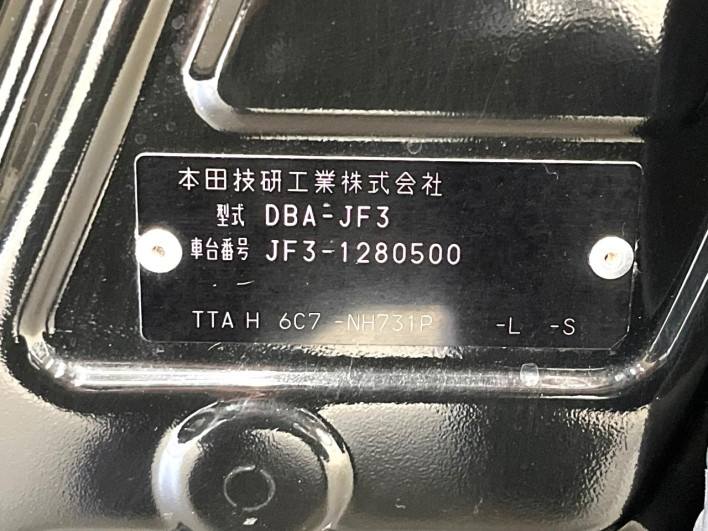 本田技研工業株式会社
型式 DBA-JF3
車台番号 JF3-1280500
TTA H 6C7 -NH731P -L -S